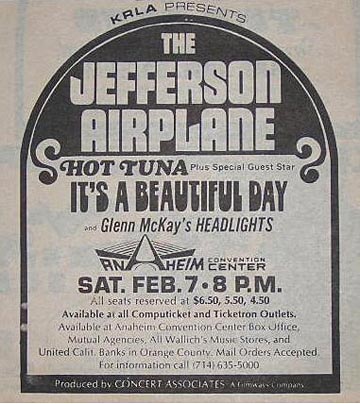 KRLA PRESENTS
THE
JEFFERSON
AIRPLANE
HOT TUNA Plus Special Guest Star
IT'S A BEAUTIFUL DAY
and Glenn McKay's HEADLIGHTS
ANAHEIM CONVENTION CENTER
SAT. FEB. 7 • 8 P.M.
All seats reserved at $6.50, 5.50, 4.50
Available at all Computicket and Ticketron Outlets.
Available at Anaheim Convention Center Box Office,
Mutual Agencies, All Wallich's Music Stores, and
United Calif. Banks in Orange County. Mail Orders Accepted.
For information call (714) 635-5000
Produced by CONCERT ASSOCIATES A Filmways Company